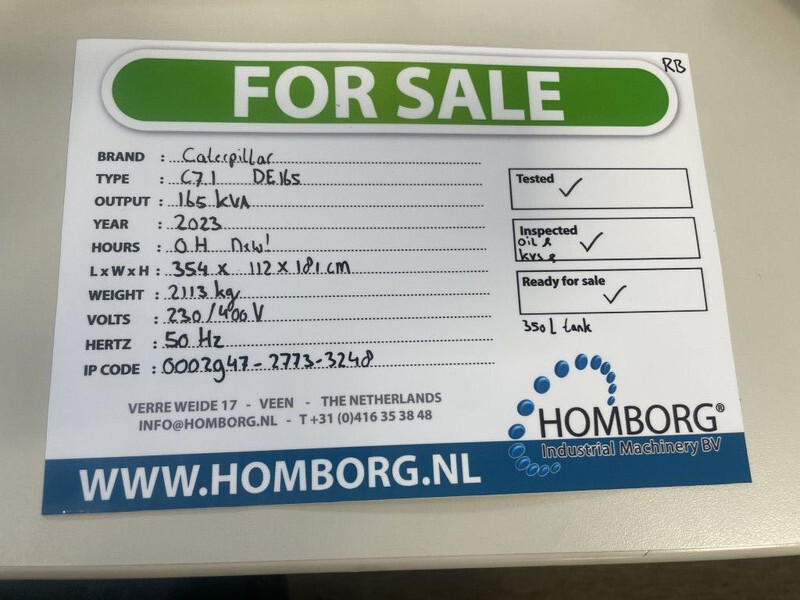 RB
FOR SALE
BRAND : Caterpillar
TYPE : C7.1 DE165
OUTPUT : 165 kVA
YEAR : 2023
HOURS : 0 H New!
L x W x H : 354 x 112 x 181 cm
WEIGHT : 2113 kg
VOLTS : 230/400 V
HERTZ : 50 Hz
IP CODE : 0002947-2773-3248
Tested ✓
Inspected ✓
oil &
Ready for sale ✓
350 L tank
VERRE WEIDE 17 - VEEN - THE NETHERLANDS
INFO@HOMBORG.NL - T +31 (0)416 35 38 48
HOMBORG®
Industrial Machinery BV
WWW.HOMBORG.NL